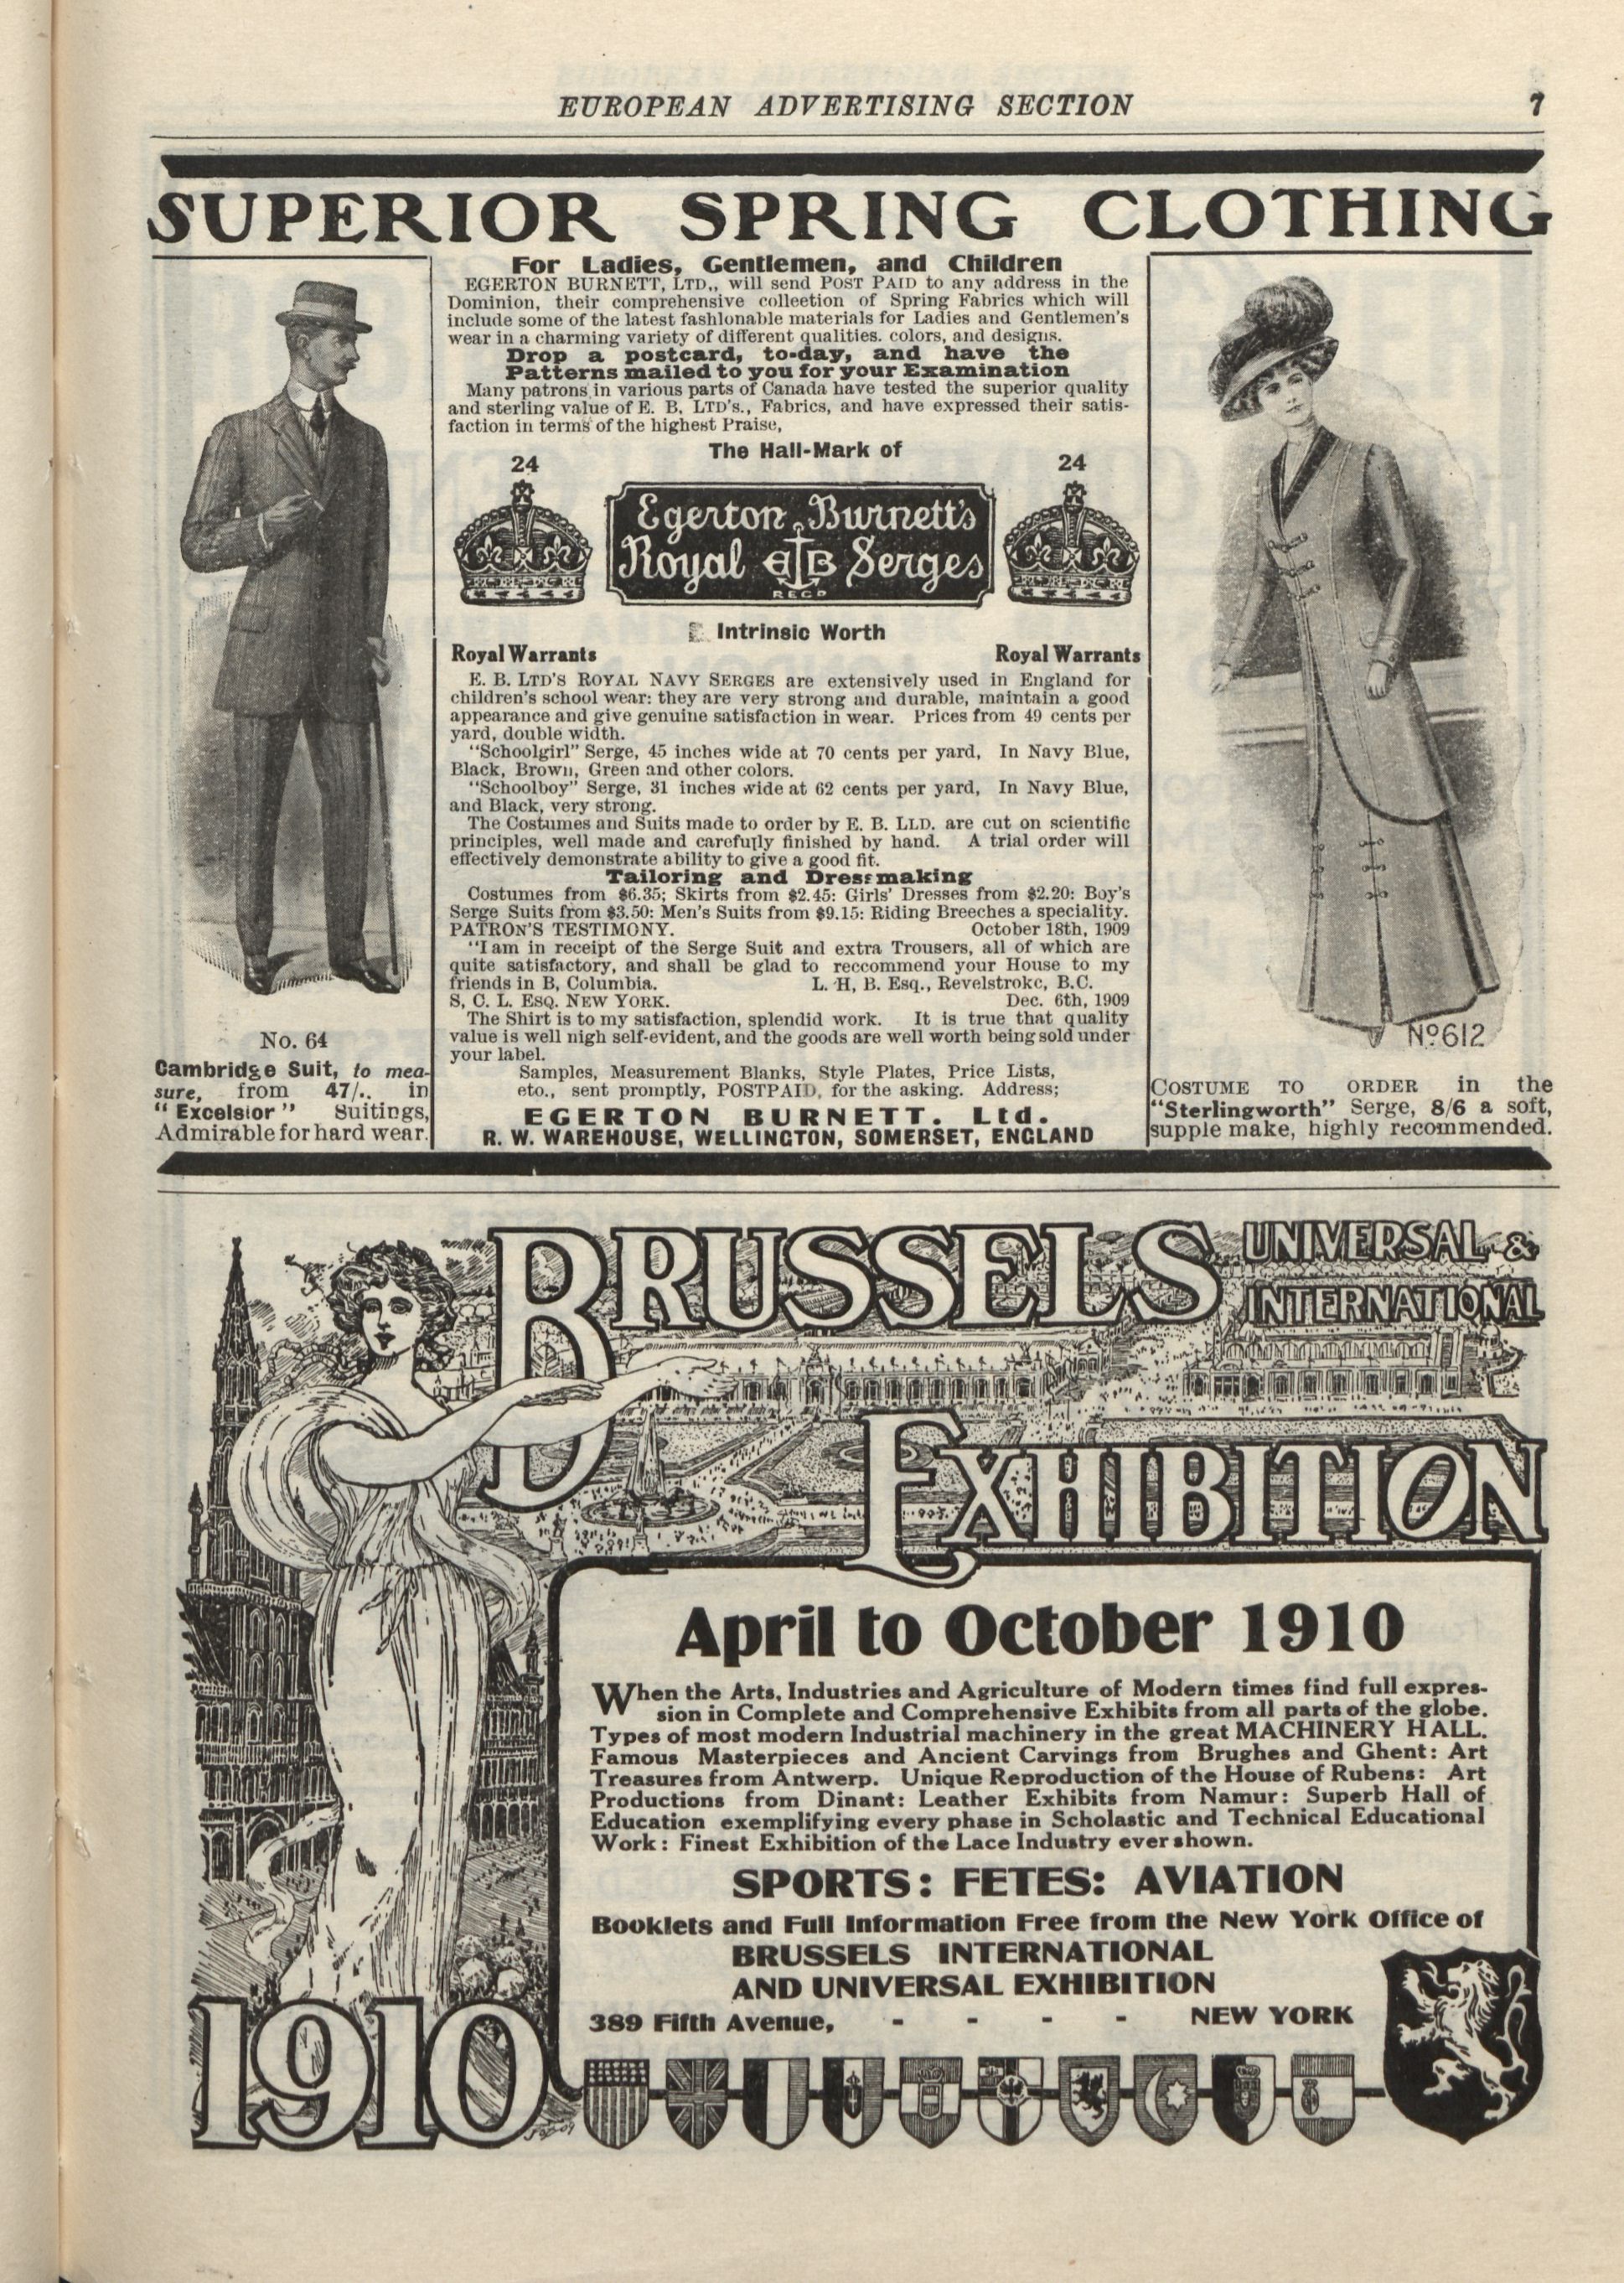 EUROPEAN ADVERTISING SECTION 7
SUPERIOR SPRING CLOTHING
For Ladies, Gentlemen, and Children
EGERTON BURNETT, LTD,, will send POST PAID to any address in the
Dominion, their comprehensive colleetion of Spring Fabrics which will
include some of the latest fashlonable materials for Ladies and Gentlemen's
wear in a charming variety of different qualities. colors, and designs.
Drop a postcard, to-day, and have the
Patterns mailed to you for your Examination
Many patrons in various parts of Canada have tested the superior quality
and sterling value of E. B, LTD's., Fabrics, and have expressed their satis-
faction in terms of the highest Praise,
The Hall-Mark of
24 24
Egerton Burnett's
Royal EB Serges
REGD
Intrinsic Worth
Royal Warrants Royal Warrants
E. B. LTD'S ROYAL NAVY SERGES are extensively used in England for
children's school wear: they are very strong and durable, maintain a good
appearance and give genuine satisfaction in wear. Prices from 49 cents per
yard, double width.
"Schoolgirl" Serge, 45 inches wide at 70 cents per yard, In Navy Blue,
Black, Brown, Green and other colors.
"Schoolboy" Serge, 31 inches wide at 62 cents per yard, In Navy Blue,
and Black, very strong.
The Costumes and Suits made to order by E. B. LLD. are cut on scientific
principles, well made and carefully finished by hand. A trial order will
effectively demonstrate ability to give a good fit.
Tailoring and Dressmaking
Costumes from $6.35; Skirts from $2.45: Girls' Dresses from $2.20: Boy's
Serge Suits from $3.50: Men's Suits from $9.15: Riding Breeches a speciality.
PATRON'S TESTIMONY. October 18th, 1909
"I am in receipt of the Serge Suit and extra Trousers, all of which are
quite satisfactory, and shall be glad to reccommend your House to my
friends in B, Columbia. L. H, B. Esq., Revelstroke, B.C.
S, C. L. ESQ. NEW YORK. Dec. 6th, 1909
The Shirt is to my satisfaction, splendid work. It is true that quality
value is well nigh self-evident, and the goods are well worth being sold under
your label.
Samples, Measurement Blanks, Style Plates, Price Lists,
etc., sent promptly, POSTPAID, for the asking. Address;
EGERTON BURNETT. Ltd.
R. W. WAREHOUSE, WELLINGTON, SOMERSET, ENGLAND
No. 64
Cambridge Suit, to mea-
sure, from 47/.. in
"Excelsior" Suitings,
Admirable for hard wear.
No 612
COSTUME TO ORDER in the
"Sterlingworth" Serge, 8/6 a soft,
supple make, highly recommended.
BRUSSELS UNIVERSAL &
INTERNATIONAL
EXHIBITION
April to October 1910
When the Arts, Industries and Agriculture of Modern times find full expres-
sion in Complete and Comprehensive Exhibits from all parts of the globe.
Types of most modern Industrial machinery in the great MACHINERY HALL.
Famous Masterpieces and Ancient Carvings from Brughes and Ghent: Art
Treasures from Antwerp. Unique Reproduction of the House of Rubens: Art
Productions from Dinant: Leather Exhibits from Namur: Superb Hall of
Education exemplifying every phase in Scholastic and Technical Educational
Work: Finest Exhibition of the Lace Industry ever shown.
SPORTS: FETES: AVIATION
Booklets and Full Information Free from the New York Office of
BRUSSELS INTERNATIONAL
AND UNIVERSAL EXHIBITION
389 Fifth Avenue, - - - - NEW YORK
1910